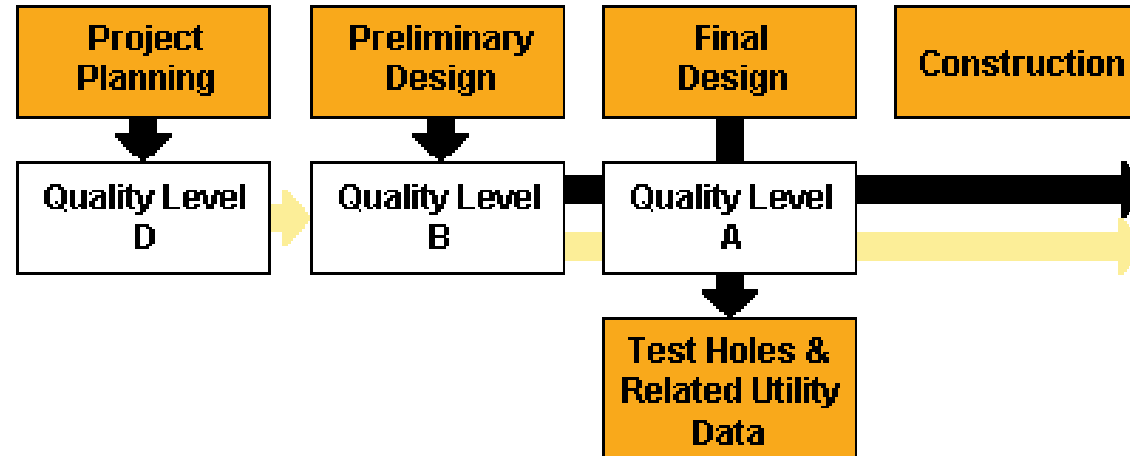 Project
Planning
Preliminary
Design
Final
Design
Construction
Quality Level
D
Quality Level
B
Quality Level
A
Test Holes &
Related Utility
Data